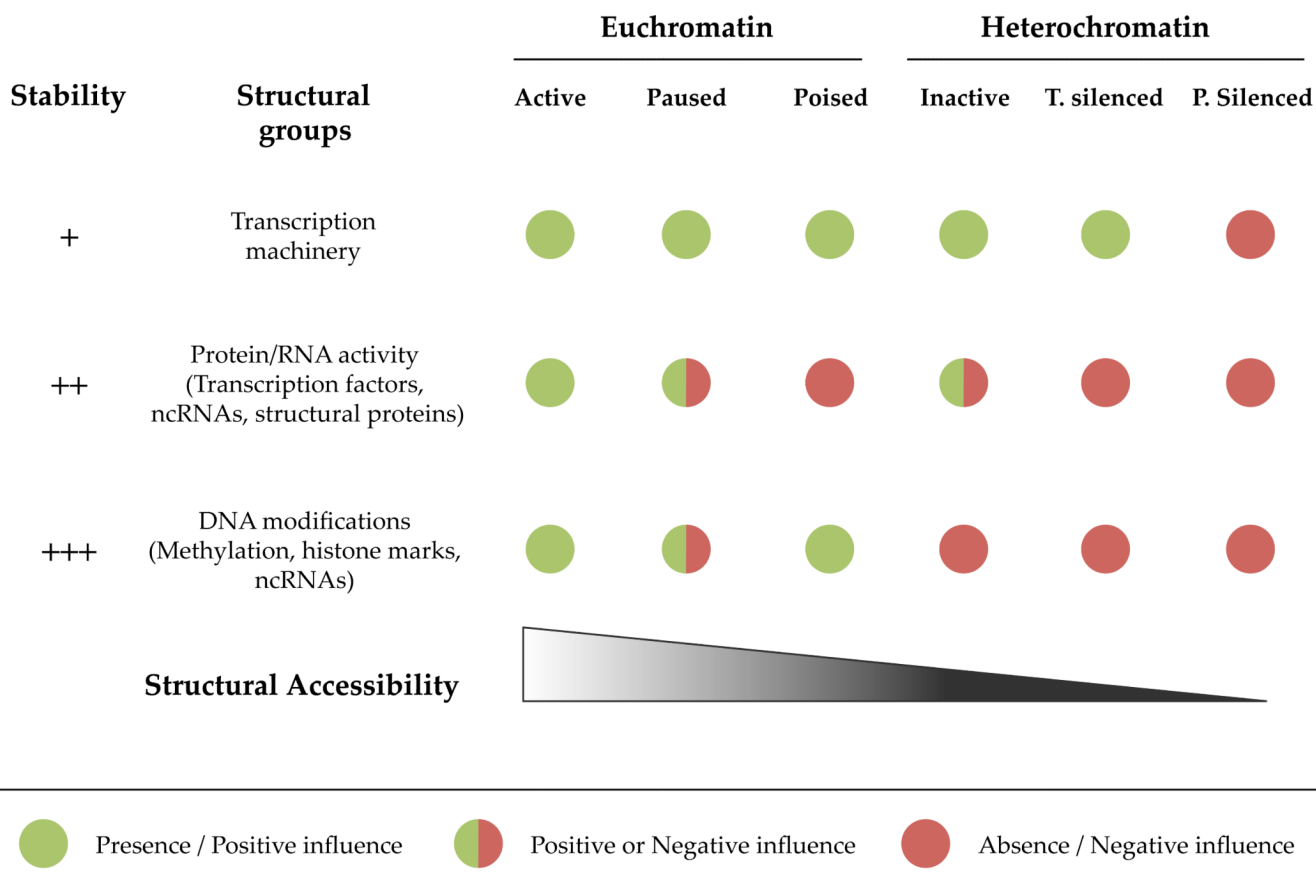 Euchromatin Heterochromatin
Stability Structural groups Active Paused Poised Inactive T. silenced P. Silenced
+ Transcription
machinery
Protein/RNA activity
++ (Transcription factors,
ncRNAs, structural proteins)
DNA modifications
+++ (Methylation, histone marks,
ncRNAs)
Structural Accessibility
Presence / Positive influence Positive or Negative influence Absence / Negative influence